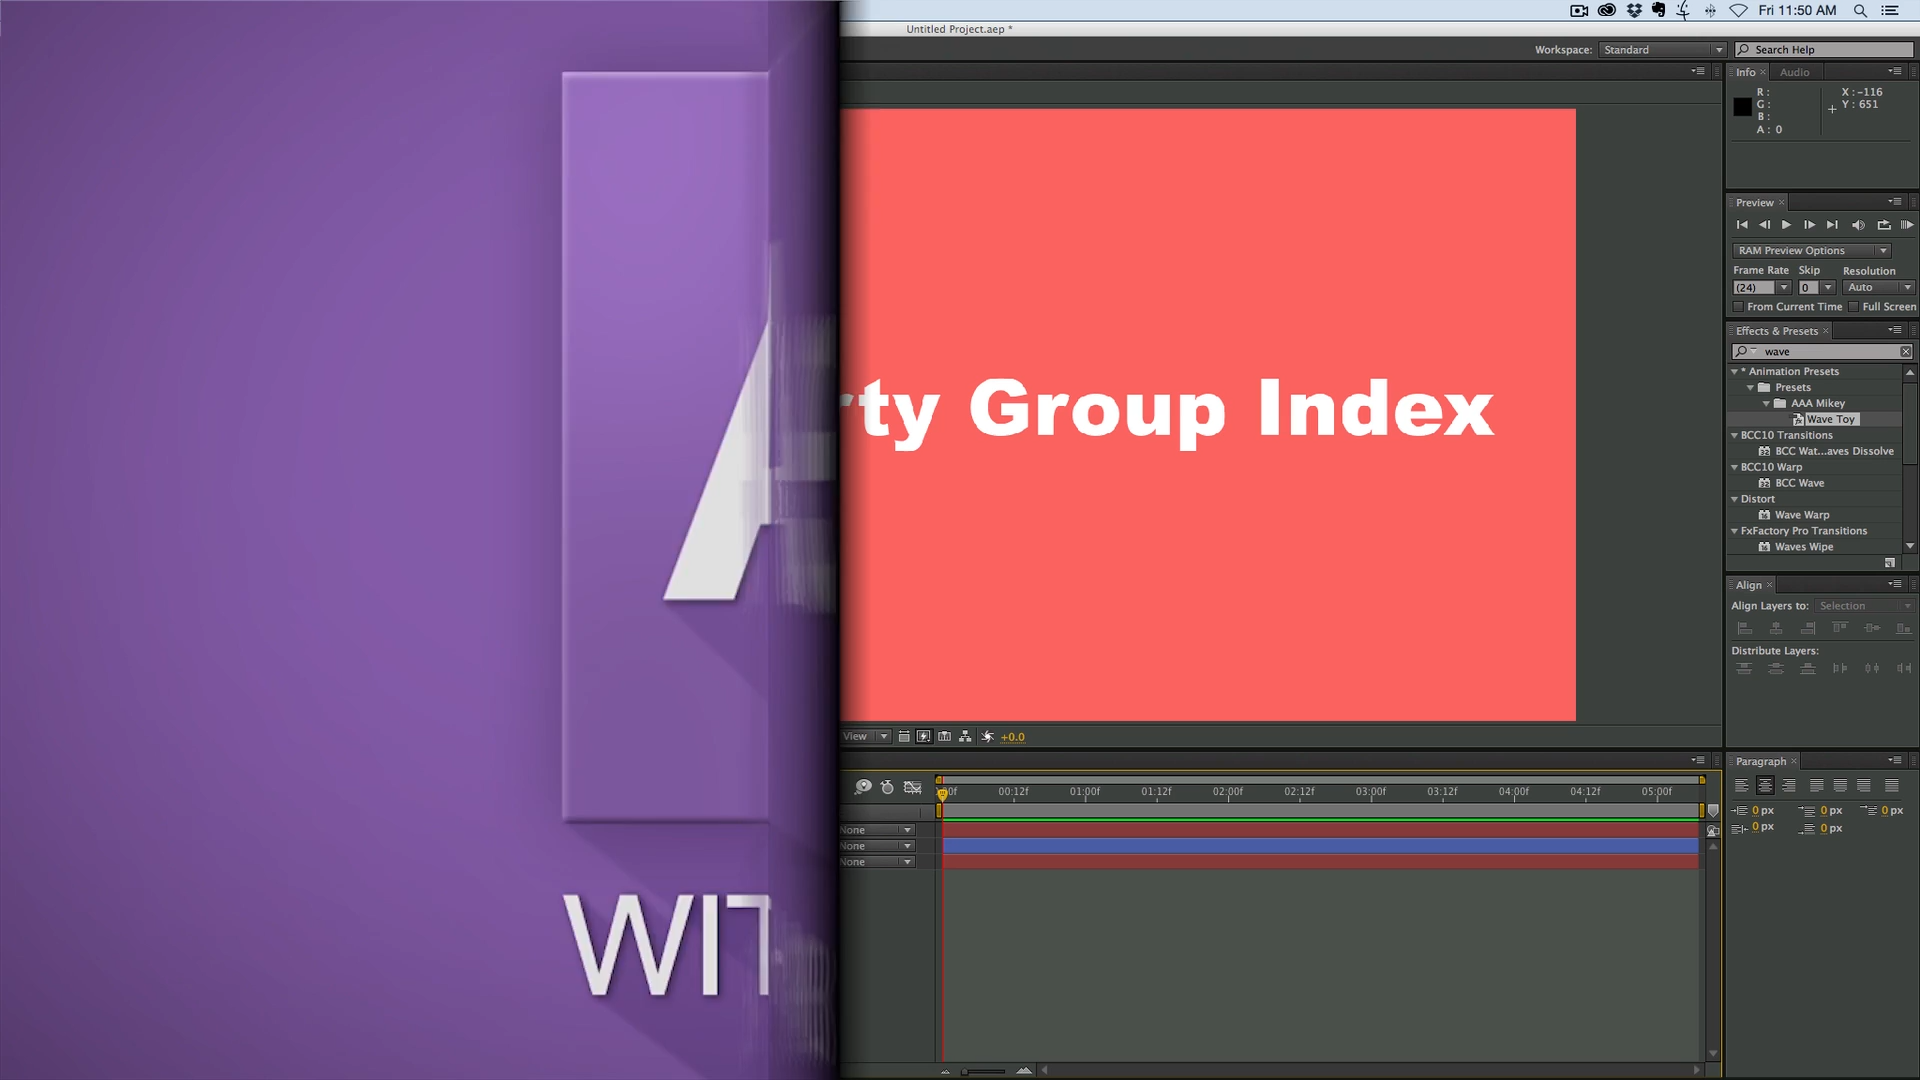 Fri 11:50 AM
Untitled Project.aep *
Workspace: Standard
Search Help
Info
Audio
R :
G :
B :
A : 0
X : -116
Y : 651
Preview
RAM Preview Options
Frame Rate Skip Resolution
(24) 0 Auto
From Current Time Full Screen
Effects & Presets
wave
* Animation Presets
Presets
AAA Mikey
Wave Toy
BCC10 Transitions
BCC Wat...aves Dissolve
BCC10 Warp
BCC Wave
Distort
Wave Warp
FxFactory Pro Transitions
Waves Wipe
Align
Align Layers to: Selection
Distribute Layers:
Paragraph
0 px 0 px 0 px
0 px 0 px
A
WIT
rty Group Index
View
+0.0
00:12f 01:00f 01:12f 02:00f 02:12f 03:00f 03:12f 04:00f 04:12f 05:00f
None
None
None